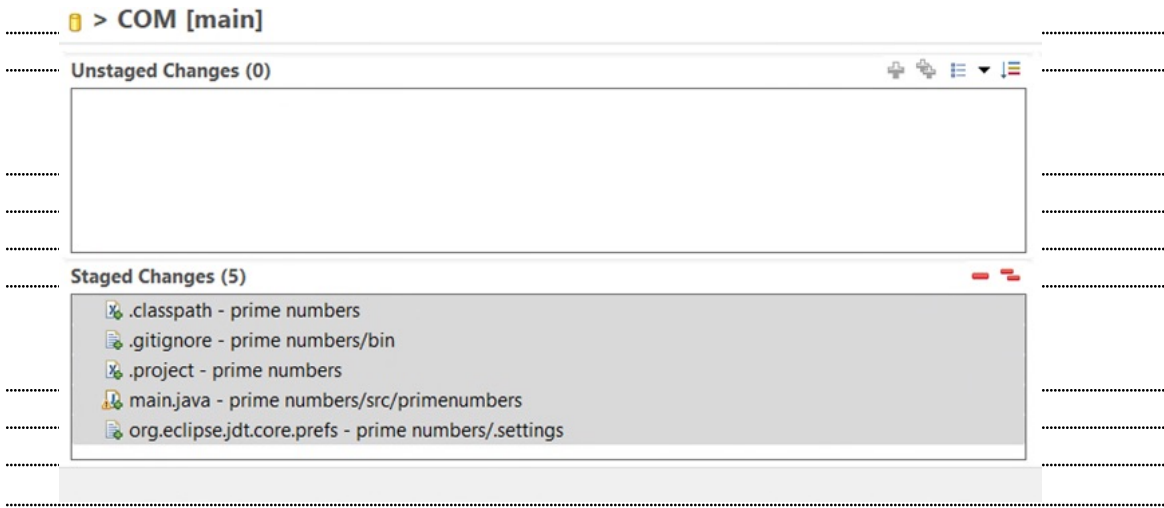 > COM [main]
Unstaged Changes (0)
Staged Changes (5)
.classpath - prime numbers
.gitignore - prime numbers/bin
.project - prime numbers
main.java - prime numbers/src/primenumbers
org.eclipse.jdt.core.prefs - prime numbers/.settings